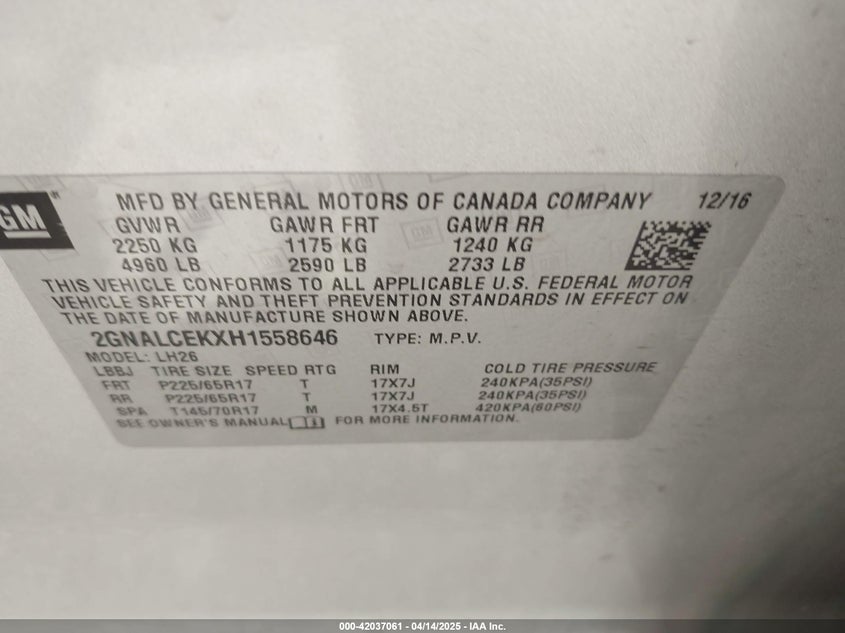 GM
MFD BY GENERAL MOTORS OF CANADA COMPANY 12/16
GVWR GAWR FRT GAWR RR
2250 KG 1175 KG 1240 KG
4960 LB 2590 LB 2733 LB
THIS VEHICLE CONFORMS TO ALL APPLICABLE U.S. FEDERAL MOTOR
VEHICLE SAFETY AND THEFT PREVENTION STANDARDS IN EFFECT ON
THE DATE OF MANUFACTURE SHOWN ABOVE.
2GNALCEKXH1558646 TYPE: M.P.V.
MODEL: LH26
LBBJ TIRE SIZE SPEED RTG RIM COLD TIRE PRESSURE
FRT P225/65R17 T 17X7J 240KPA(35PSI)
RR P225/65R17 T 17X7J 240KPA(35PSI)
SPA T145/70R17 M 17X4.5T 420KPA(60PSI)
SEE OWNER'S MANUAL FOR MORE INFORMATION.
000-42037061 - 04/14/2025 - IAA Inc.